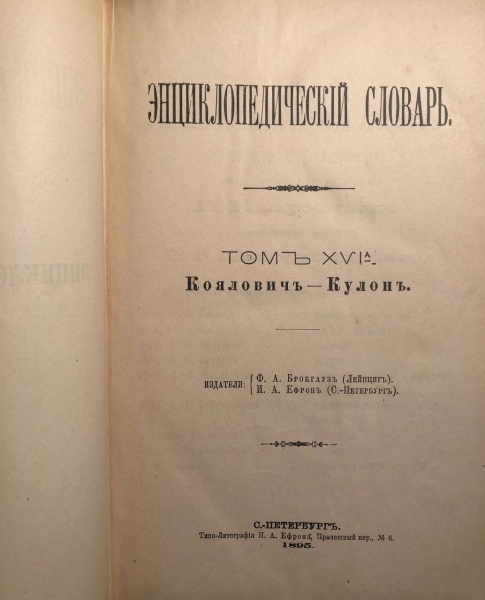 ЭНЦИКЛОПЕДИЧЕСКІЙ СЛОВАРЬ.
ТОМЪ XVIᴬ.
Кояловичъ — Кулонъ.
ИЗДАТЕЛИ: { Ф. А. Брокгаузъ (Лейпцигъ).
И. А. Ефронъ (С.-Петербургъ).
С.-ПЕТЕРБУРГЪ.
Типо-Литографія И. А. Ефрона, Прачешный пер., № 6.
1895.